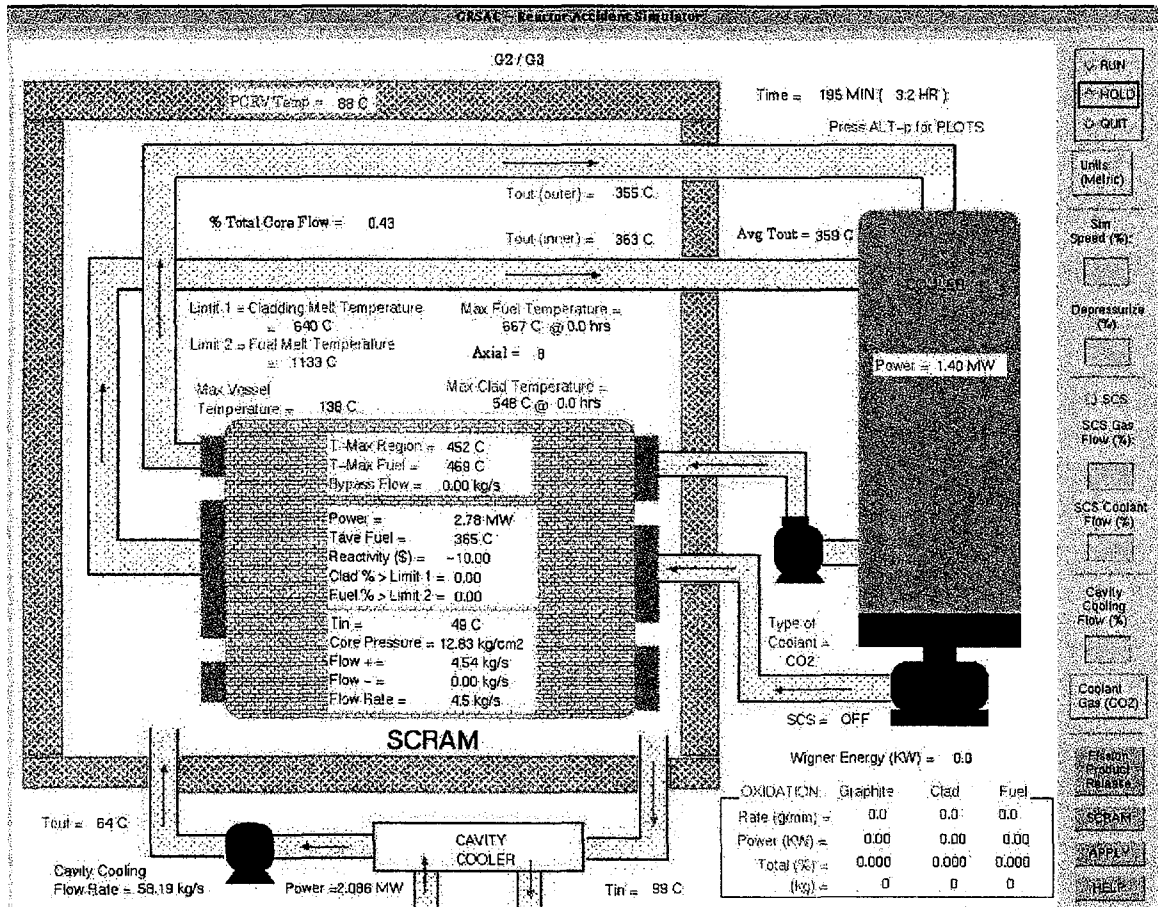 GRSAC - Reactor Accident Simulator
G2 / G3
PCRV Temp = 88 C
Time = 195 MIN ( 3.2 HR )
Press ALT-p for PLOTS
Tout (outer) = 355 C
% Total Core Flow = 0.43
Tout (inner) = 363 C
Avg Tout = 359 C
Limit 1 = Cladding Melt Temperature
= 640 C
Limit 2 = Fuel Melt Temperature
= 1133 C
Max Fuel Temperature =
667 C @ 0.0 hrs
Axial = 8
Max Vessel
Temperature = 138 C
Max Clad Temperature =
548 C @ 0.0 hrs
COOLER
Power = 1.40 MW
T-Max Region = 452 C
T-Max Fuel = 469 C
Bypass Flow = 0.00 kg/s
Power = 2.78 MW
Tave Fuel = 365 C
Reactivity ($) = -10.00
Clad % > Limit 1 = 0.00
Fuel % > Limit 2 = 0.00
Tin = 49 C
Core Pressure = 12.83 kg/cm2
Flow + = 4.54 kg/s
Flow - = 0.00 kg/s
Flow Rate = 4.5 kg/s
SCRAM
Type of
Coolant =
CO2
SCS = OFF
Wigner Energy (KW) = 0.0
OXIDATION: Graphite Clad Fuel
Rate (g/min) = 0.0 0.0 0.0
Power (KW) = 0.00 0.00 0.00
Total (%) = 0.000 0.000 0.000
(kg) = 0 0 0
Tout = 64 C
CAVITY
COOLER
Cavity Cooling
Flow Rate = 58.19 kg/s
Power = 2.086 MW
Tin = 99 C
RUN
HOLD
QUIT
Units
(Metric)
Sim
Speed (%):
Depressurize
(%):
SCS
SCS Gas
Flow (%):
SCS Coolant
Flow (%)
Cavity
Cooling
Flow (%)
Coolant
Gas (CO2)
Fission
Product
Release
SCRAM
APPLY
HELP